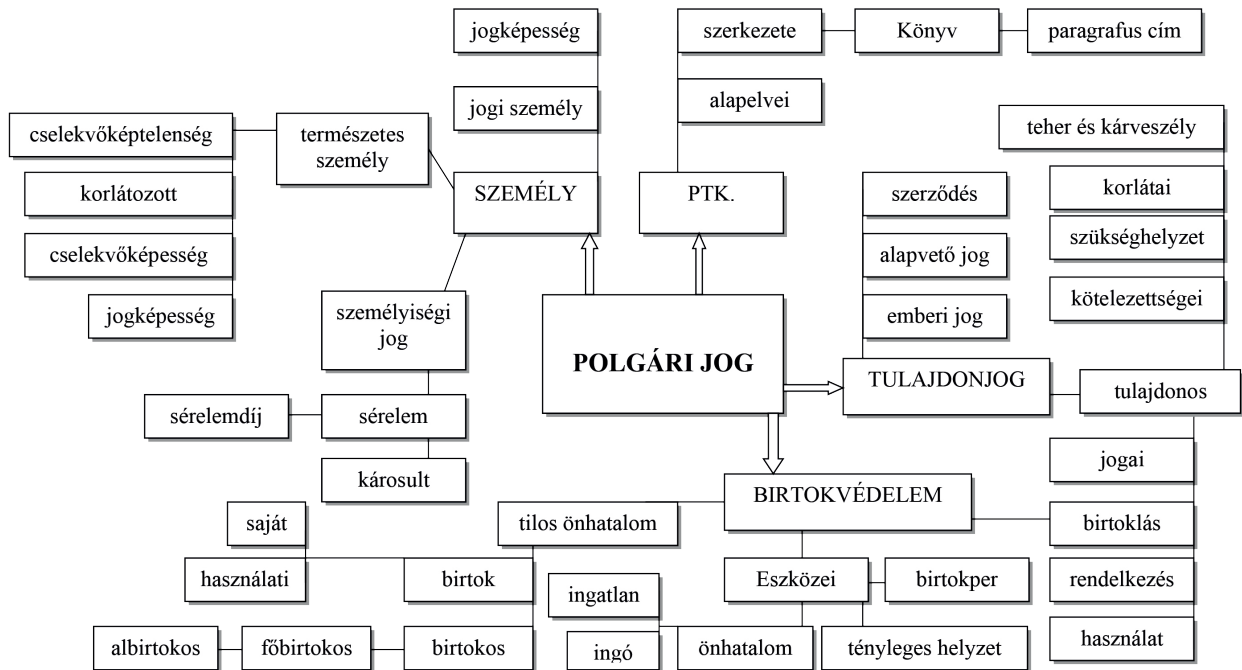 jogképesség
szerkezete
Könyv
paragrafus cím
jogi személy
alapelvei
teher és kárveszély
cselekvőképtelenség
természetes
személy
korlátozott
SZEMÉLY
PTK.
szerződés
korlátai
szükséghelyzet
cselekvőképesség
alapvető jog
jogképesség
személyiségi
jog
emberi jog
kötelezettségei
POLGÁRI JOG
TULAJDONJOG
tulajdonos
sérelemdíj
sérelem
károsult
jogai
BIRTOKVÉDELEM
saját
tilos önhatalom
birtoklás
használati
birtok
ingatlan
Eszközei
birtokper
rendelkezés
albirtokos
főbirtokos
birtokos
ingó
önhatalom
tényleges helyzet
használat